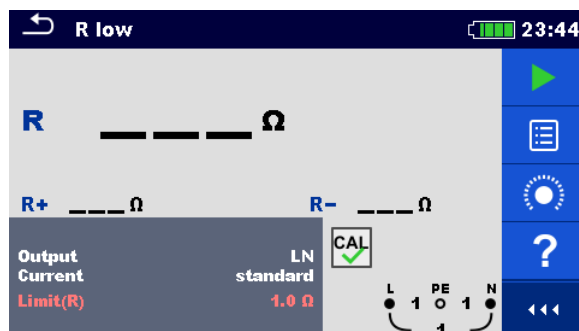 R low 23:44
R ___ Ω
R+ ___ Ω R- ___ Ω
Output LN
Current standard
Limit(R) 1.0 Ω
CAL
?
L PE N
1 1
1